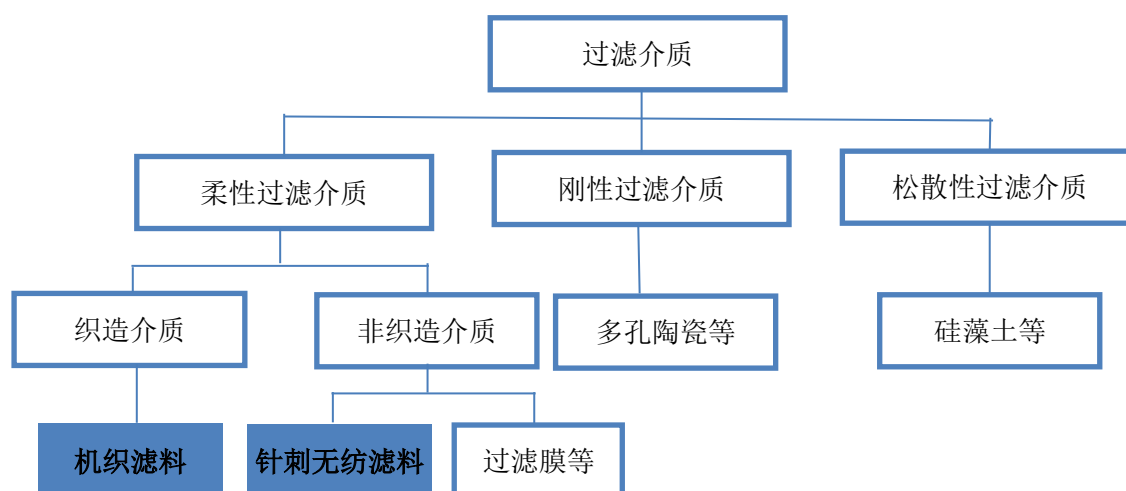 过滤介质
柔性过滤介质
刚性过滤介质
松散性过滤介质
织造介质
非织造介质
多孔陶瓷等
硅藻土等
机织滤料
针刺无纺滤料
过滤膜等